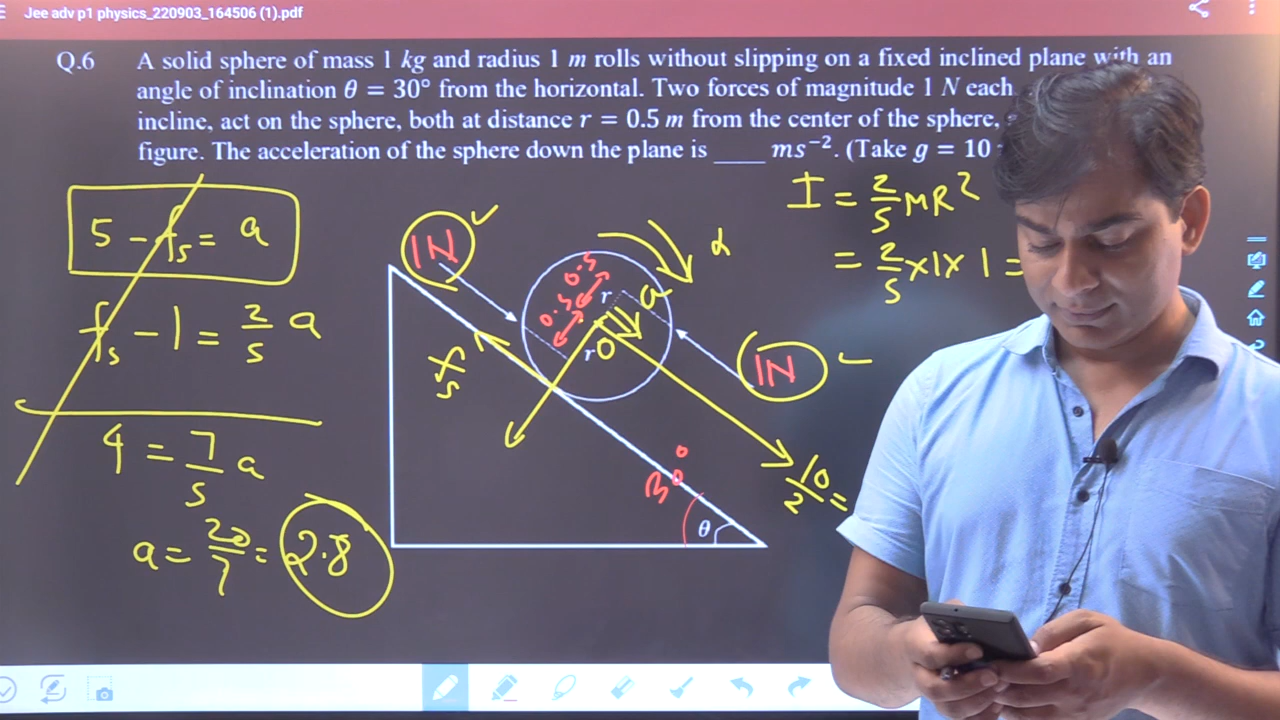 Jee adv p1 physics_220903_164506 (1).pdf
Q.6 A solid sphere of mass 1 kg and radius 1 m rolls without slipping on a fixed inclined plane with an
angle of inclination θ = 30° from the horizontal. Two forces of magnitude 1 N each
incline, act on the sphere, both at distance r = 0.5 m from the center of the sphere,
figure. The acceleration of the sphere down the plane is ____ ms⁻². (Take g = 10
I = 2/5 MR²
= 2/5 × 1 × 1 =
5 - fs = a
fs - 1 = 2/5 a
4 = 7/5 a
a = 20/7 = 2.8
1N
α
0.5
r
a
0.5
r
O
fs
1N
30°
θ
10/2 =